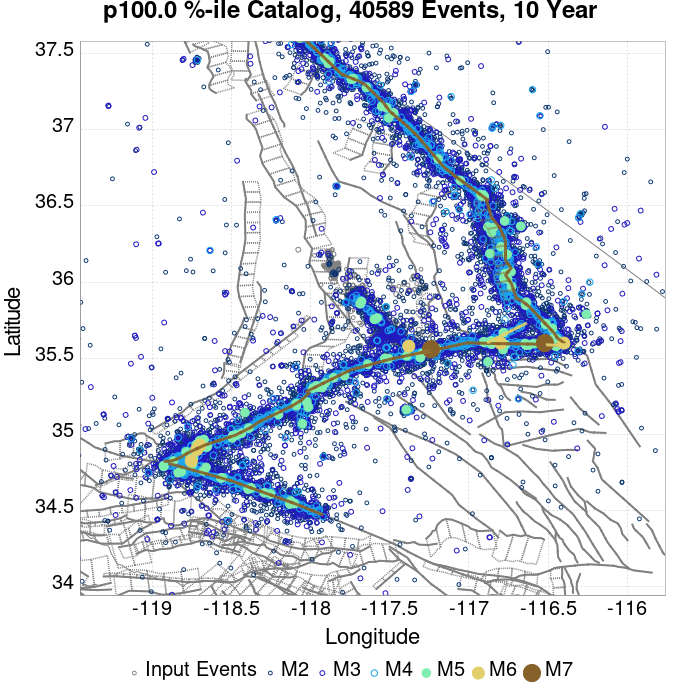 p100.0 %-ile Catalog, 40589 Events, 10 Year
37.5
37
36.5
36
35.5
35
34.5
34
Latitude
-119
-118.5
-118
-117.5
-117
-116.5
-116
Longitude
Input Events
M2
M3
M4
M5
M6
M7